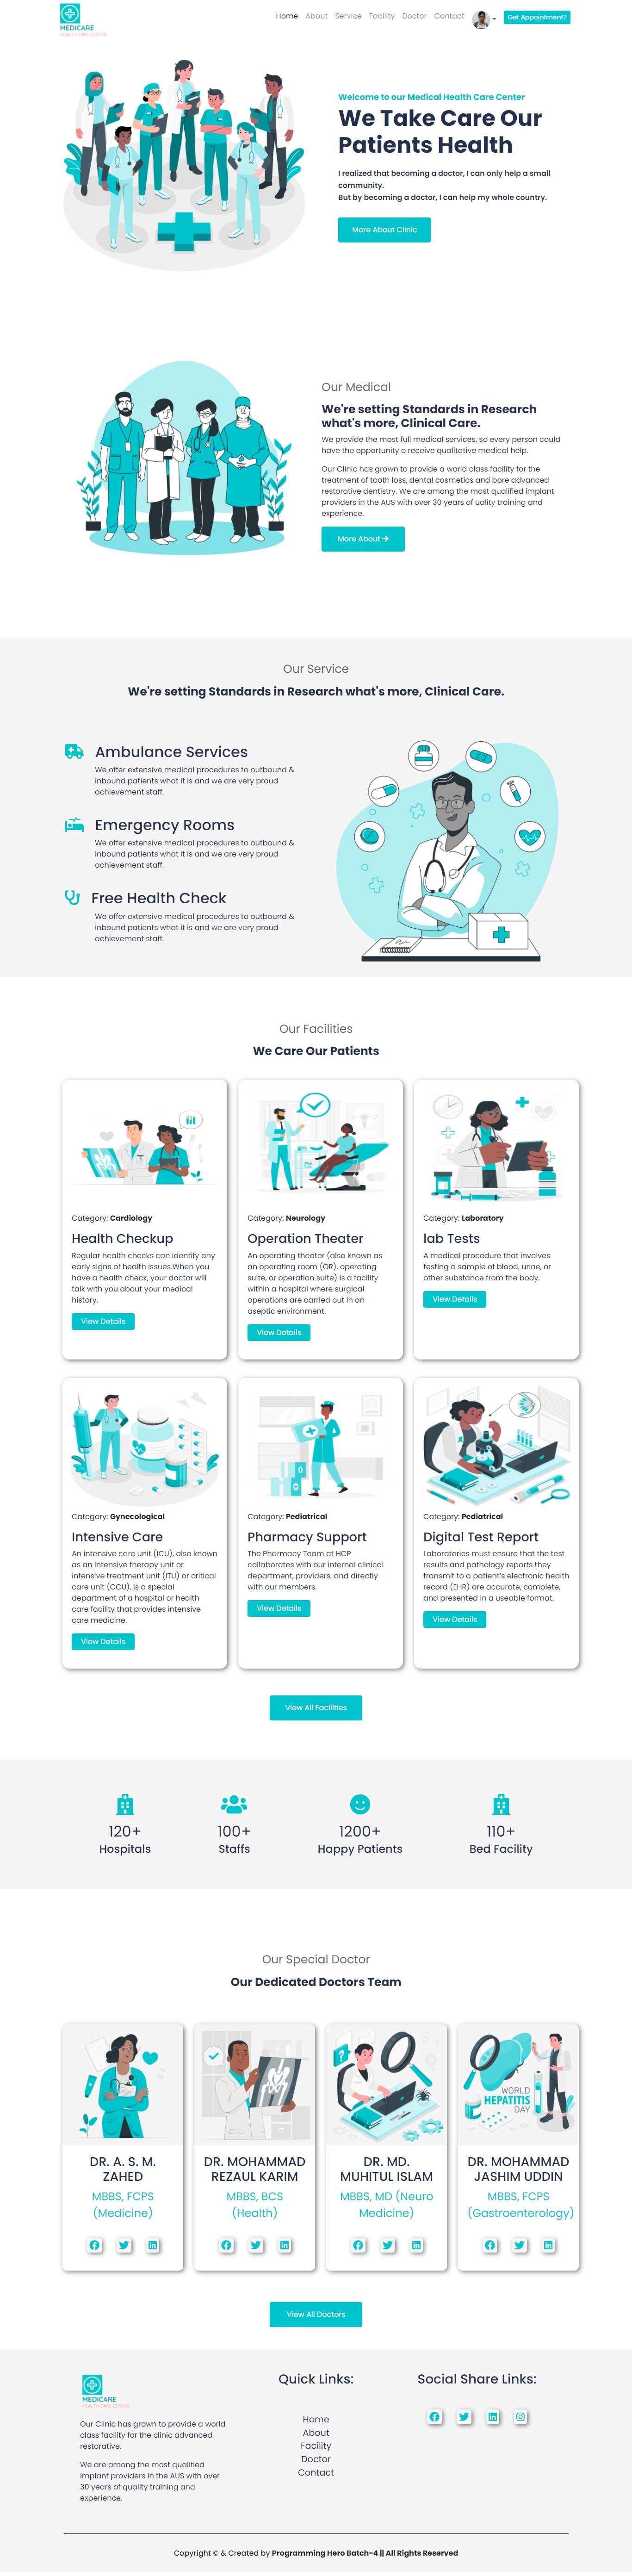 MEDICARE
HEALTH CARE CENTRE
Home About Service Facility Doctor Contact Get Appointment?
Welcome to our Medical Health Care Center
We Take Care Our
Patients Health
I realized that becoming a doctor, I can only help a small
community.
But by becoming a doctor, I can help my whole country.
More About Clinic
Our Medical
We're setting Standards in Research
what's more, Clinical Care.
We provide the most full medical services, so every person could
have the opportunity o receive qualitative medical help.
Our Clinic has grown to provide a world class facility for the
treatment of tooth loss, dental cosmetics and bore advanced
restorative dentistry. We are among the most qualified implant
providers in the AUS with over 30 years of uality training and
experience.
More About
Our Service
We're setting Standards in Research what's more, Clinical Care.
Ambulance Services
We offer extensive medical procedures to outbound &
inbound patients what it is and we are very proud
achievement staff.
Emergency Rooms
We offer extensive medical procedures to outbound &
inbound patients what it is and we are very proud
achievement staff.
Free Health Check
We offer extensive medical procedures to outbound &
inbound patients what it is and we are very proud
achievement staff.
Our Facilities
We Care Our Patients
Category: Cardiology
Health Checkup
Regular health checks can identify any
early signs of health issues.When you
have a health check, your doctor will
talk with you about your medical
history.
View Details
Category: Neurology
Operation Theater
An operating theater (also known as
an operating room (OR), operating
suite, or operation suite) is a facility
within a hospital where surgical
operations are carried out in an
aseptic environment.
View Details
Category: Laboratory
lab Tests
A medical procedure that involves
testing a sample of blood, urine, or
other substance from the body.
View Details
Category: Gynecological
Intensive Care
An intensive care unit (ICU), also known
as an intensive therapy unit or
intensive treatment unit (ITU) or critical
care unit (CCU), is a special
department of a hospital or health
care facility that provides intensive
care medicine.
View Details
Category: Pediatrical
Pharmacy Support
The Pharmacy Team at HCP
collaborates with our internal clinical
department, providers, and directly
with our members.
View Details
Category: Pediatrical
Digital Test Report
Laboratories must ensure that the test
results and pathology reports they
transmit to a patient's electronic health
record (EHR) are accurate, complete,
and presented in a useable format.
View Details
View All Facilities
120+
Hospitals
100+
Staffs
1200+
Happy Patients
110+
Bed Facility
Our Special Doctor
Our Dedicated Doctors Team
DR. A. S. M.
ZAHED
MBBS, FCPS
(Medicine)
DR. MOHAMMAD
REZAUL KARIM
MBBS, BCS
(Health)
DR. MD.
MUHITUL ISLAM
MBBS, MD (Neuro
Medicine)
WORLD
HEPATITIS
DAY
DR. MOHAMMAD
JASHIM UDDIN
MBBS, FCPS
(Gastroenterology)
View All Doctors
MEDICARE
HEALTH CARE CENTRE
Our Clinic has grown to provide a world
class facility for the clinic advanced
restorative.
We are among the most qualified
implant providers in the AUS with over
30 years of quality training and
experience.
Quick Links:
Home
About
Facility
Doctor
Contact
Social Share Links:
Copyright © & Created by Programming Hero Batch-4 || All Rights Reserved